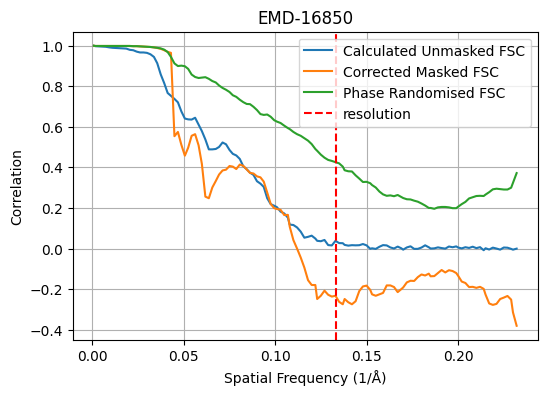 EMD-16850
Calculated Unmasked FSC
Corrected Masked FSC
Phase Randomised FSC
resolution
Correlation
1.0
0.8
0.6
0.4
0.2
0.0
−0.2
−0.4
0.00 0.05 0.10 0.15 0.20
Spatial Frequency (1/Å)